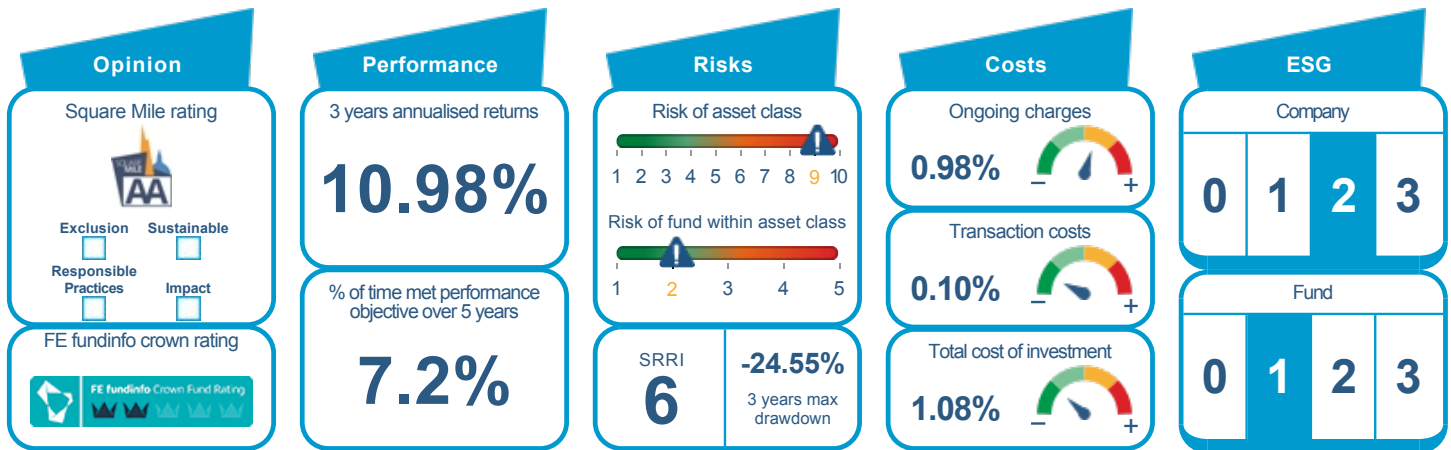 Opinion
Square Mile rating
SQUARE
MILE
AA
Exclusion
Sustainable
Responsible
Practices
Impact
FE fundinfo crown rating
FE fundinfo Crown Fund Rating
Performance
3 years annualised returns
10.98%
% of time met performance
objective over 5 years
7.2%
Risks
Risk of asset class
1 2 3 4 5 6 7 8 9 10
Risk of fund within asset class
1 2 3 4 5
SRRI
6
-24.55%
3 years max
drawdown
Costs
Ongoing charges
0.98%
− +
Transaction costs
0.10%
− +
Total cost of investment
1.08%
− +
ESG
Company
0 1 2 3
Fund
0 1 2 3